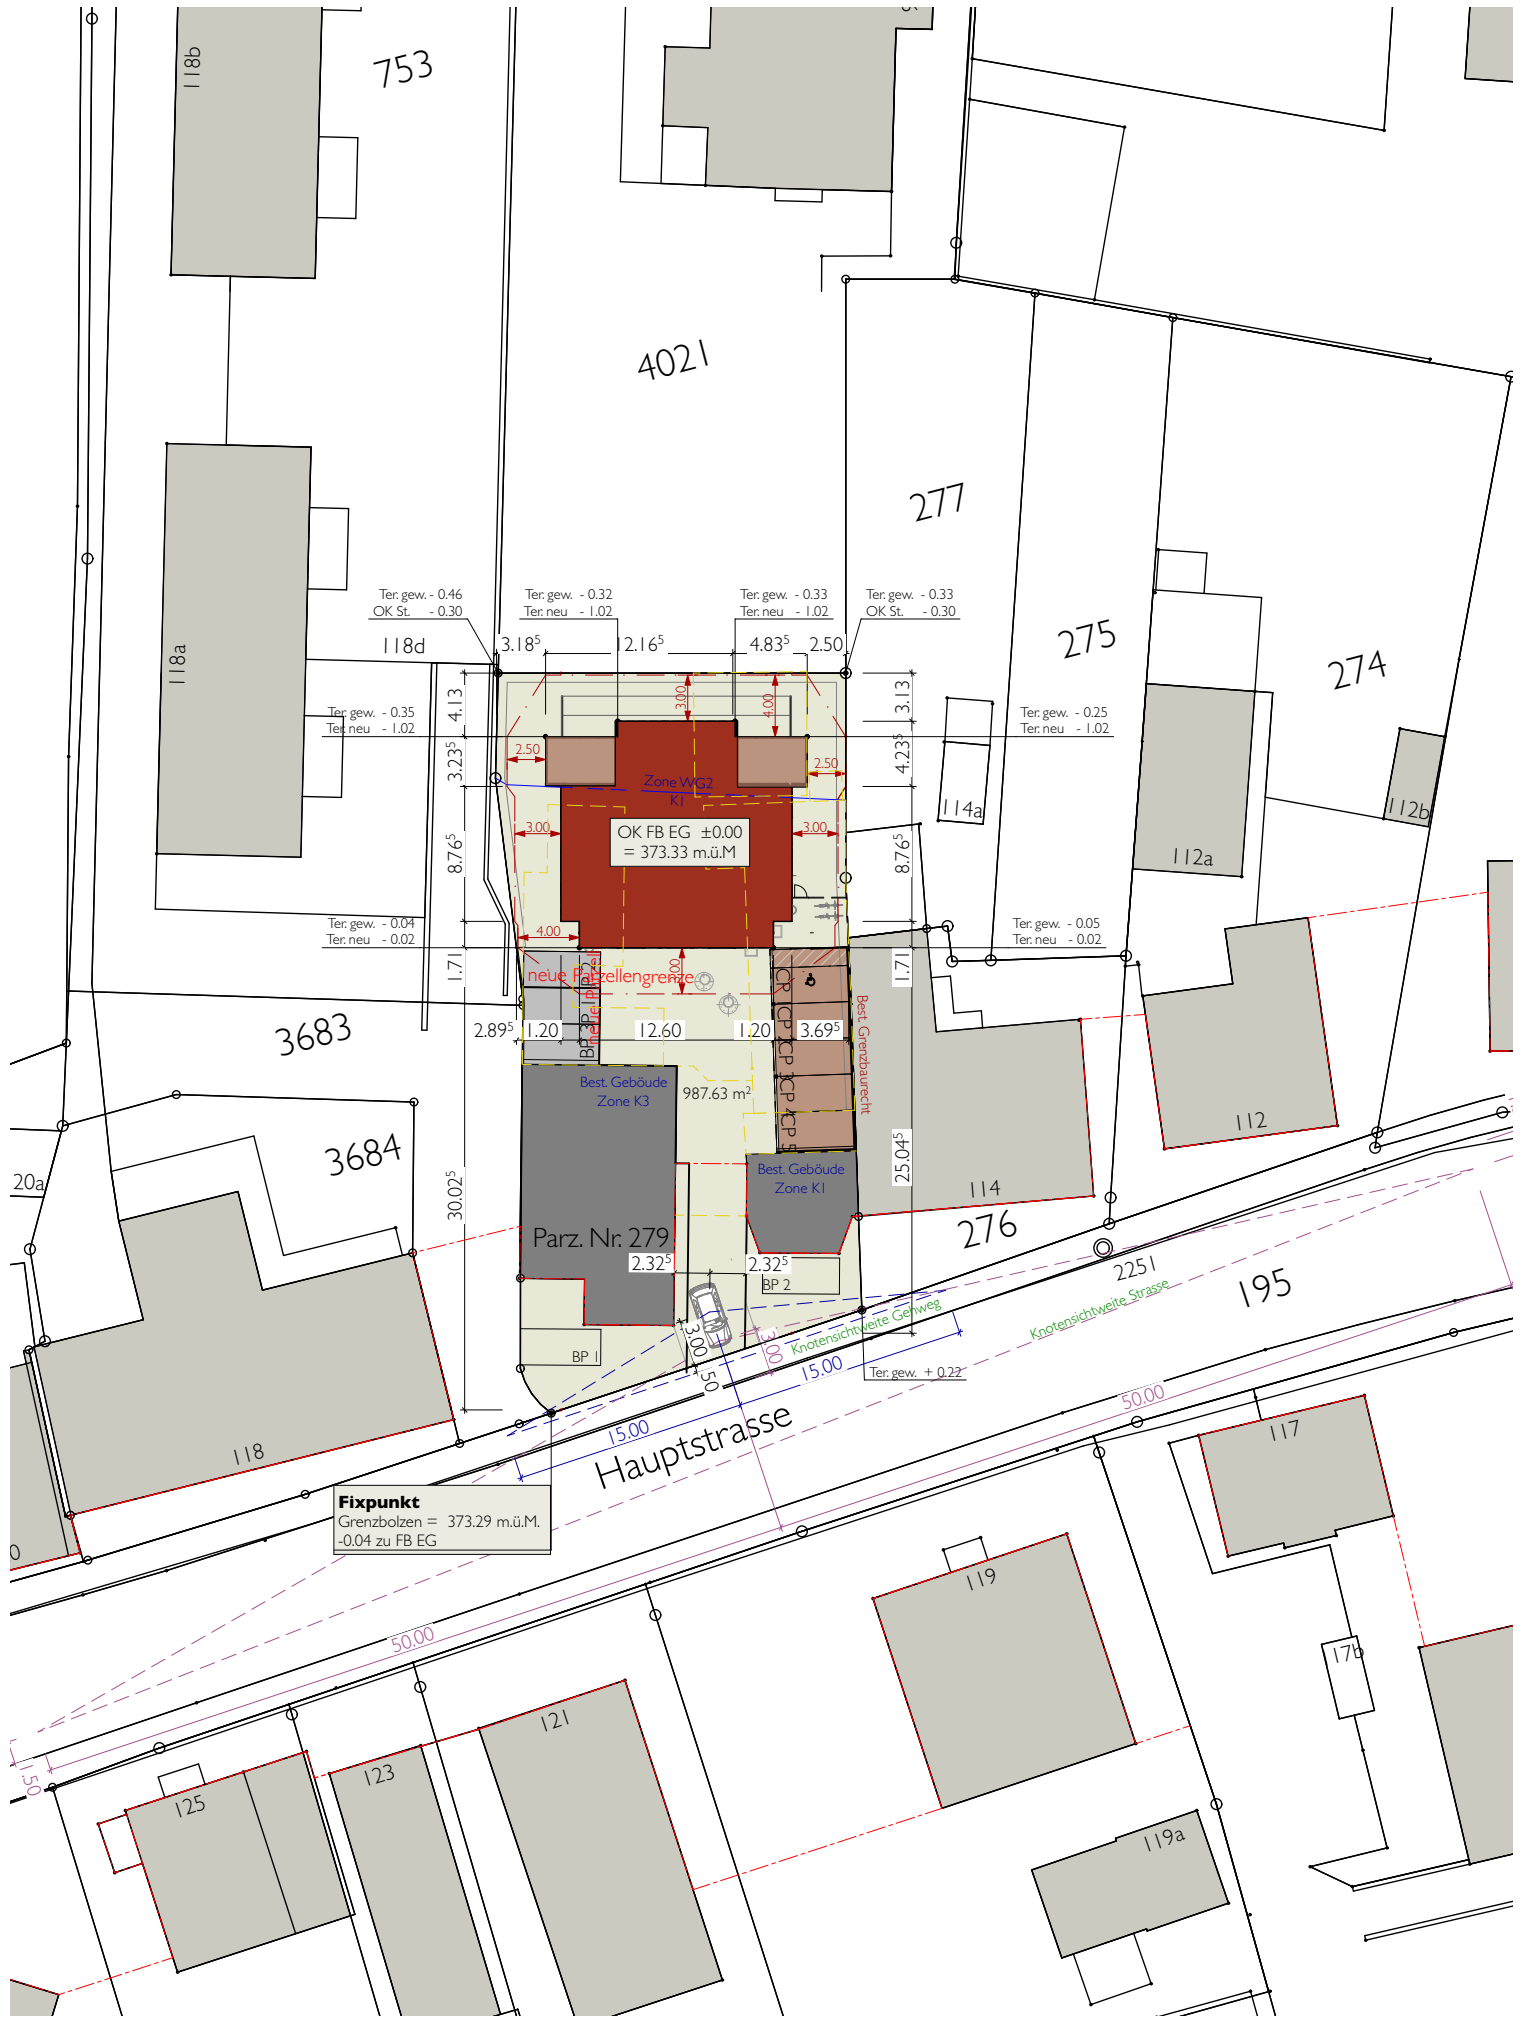 118b
753
4021
277
275
274
118a
118d
Ter. gew. - 0.46
OK St. - 0.30
Ter. gew. - 0.32
Ter. neu - 1.02
Ter. gew. - 0.33
Ter. neu - 1.02
Ter. gew. - 0.33
OK St. - 0.30
3.18⁵
12.16⁵
4.83⁵
2.50
4.13
3.00
4.00
3.13
Ter. gew. - 0.35
Ter. neu - 1.02
Ter. gew. - 0.25
Ter. neu - 1.02
3.23⁵
2.50
2.50
4.23⁵
Zone WG2
K1
114a
112b
112a
8.76⁵
3.00
OK FB EG ±0.00
= 373.33 m.ü.M
3.00
8.76⁵
Ter. gew. - 0.04
Ter. neu - 0.02
4.00
Ter. gew. - 0.05
Ter. neu - 0.02
1.71
neue Parzellengrenze
1.71
Best. Grenzbaurecht
3683
2.89⁵
1.20
12.60
1.20
3.69⁵
Best. Gebäude
Zone K3
987.63 m²
3684
20a
112
Best. Gebäude
Zone K1
114
276
30.02⁵
25.04⁵
Parz. Nr. 279
2.32⁵
2.32⁵
BP 2
2251
195
Knotensichtweite Gehweg
Knotensichtweite Strasse
BP 1
3.00
3.00
15.00
Ter. gew. + 0.22
50.00
15.00
Hauptstrasse
118
117
Fixpunkt
Grenzbolzen = 373.29 m.ü.M.
-0.04 zu FB EG
119
50.00
17b
121
123
125
1.50
119a